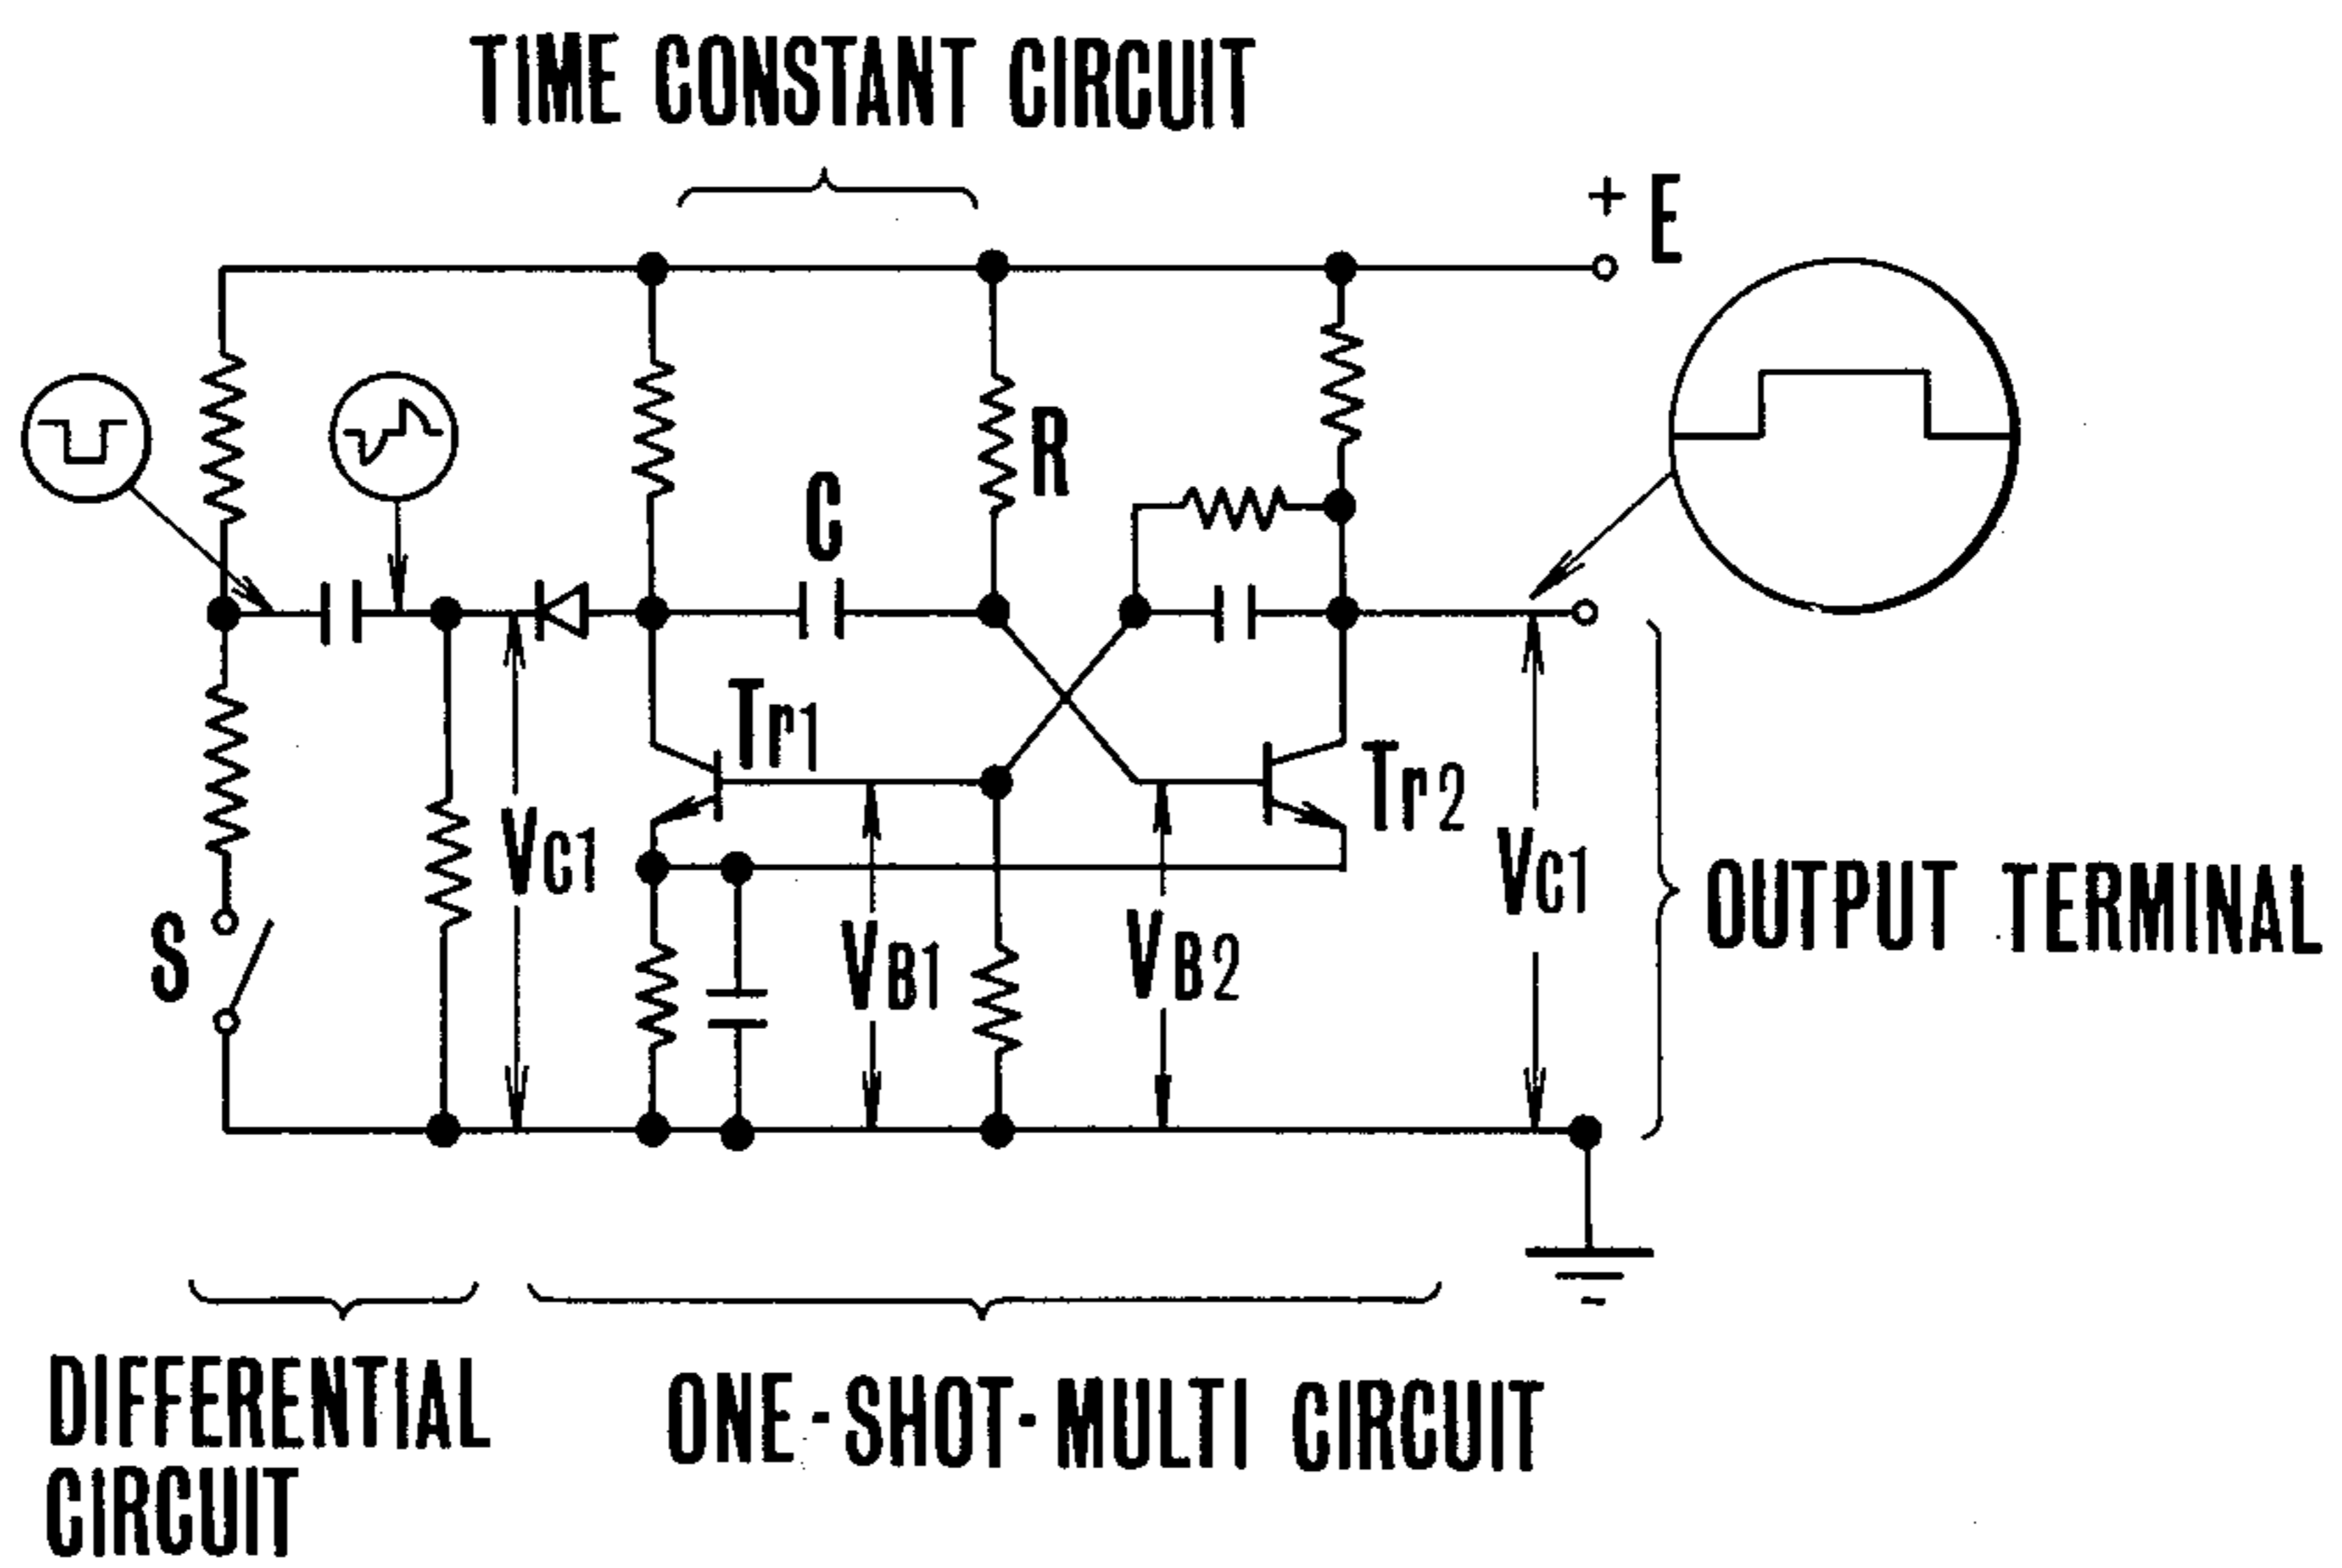 TIME CONSTANT CIRCUIT
+ E
R
C
Tr1
Tr2
VC1
VC1
S
VB1
VB2
OUTPUT TERMINAL
DIFFERENTIAL
CIRCUIT
ONE-SHOT-MULTI CIRCUIT